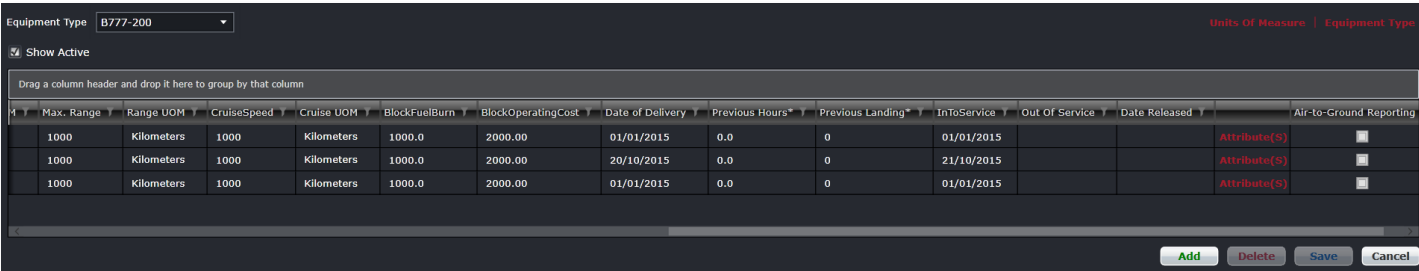 Equipment Type B777-200 Units Of Measure | Equipment Type
Show Active
Drag a column header and drop it here to group by that column
M Max. Range Range UOM CruiseSpeed Cruise UOM BlockFuelBurn BlockOperatingCost Date of Delivery Previous Hours* Previous Landing* InToService Out Of Service Date Released Air-to-Ground Reporting
1000 Kilometers 1000 Kilometers 1000.0 2000.00 01/01/2015 0.0 0 01/01/2015 Attribute(S)
1000 Kilometers 1000 Kilometers 1000.0 2000.00 20/10/2015 0.0 0 21/10/2015 Attribute(S)
1000 Kilometers 1000 Kilometers 1000.0 2000.00 01/01/2015 0.0 0 01/01/2015 Attribute(S)
Add Delete Save Cancel